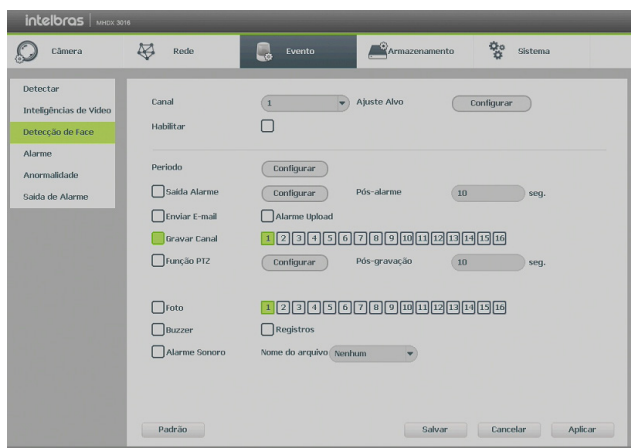 intelbras | MHDX 3016
Câmera Rede Evento Armazenamento Sistema
Detectar
Inteligências de Vídeo
Detecção de Face
Alarme
Anormalidade
Saída de Alarme
Canal 1 Ajuste Alvo Configurar
Habilitar
Período Configurar
Saída Alarme Configurar Pós-alarme 10 seg.
Enviar E-mail Alarme Upload
Gravar Canal 1 2 3 4 5 6 7 8 9 10 11 12 13 14 15 16
Função PTZ Configurar Pós-gravação 10 seg.
Foto 1 2 3 4 5 6 7 8 9 10 11 12 13 14 15 16
Buzzer Registros
Alarme Sonoro Nome do arquivo Nenhum
Padrão Salvar Cancelar Aplicar